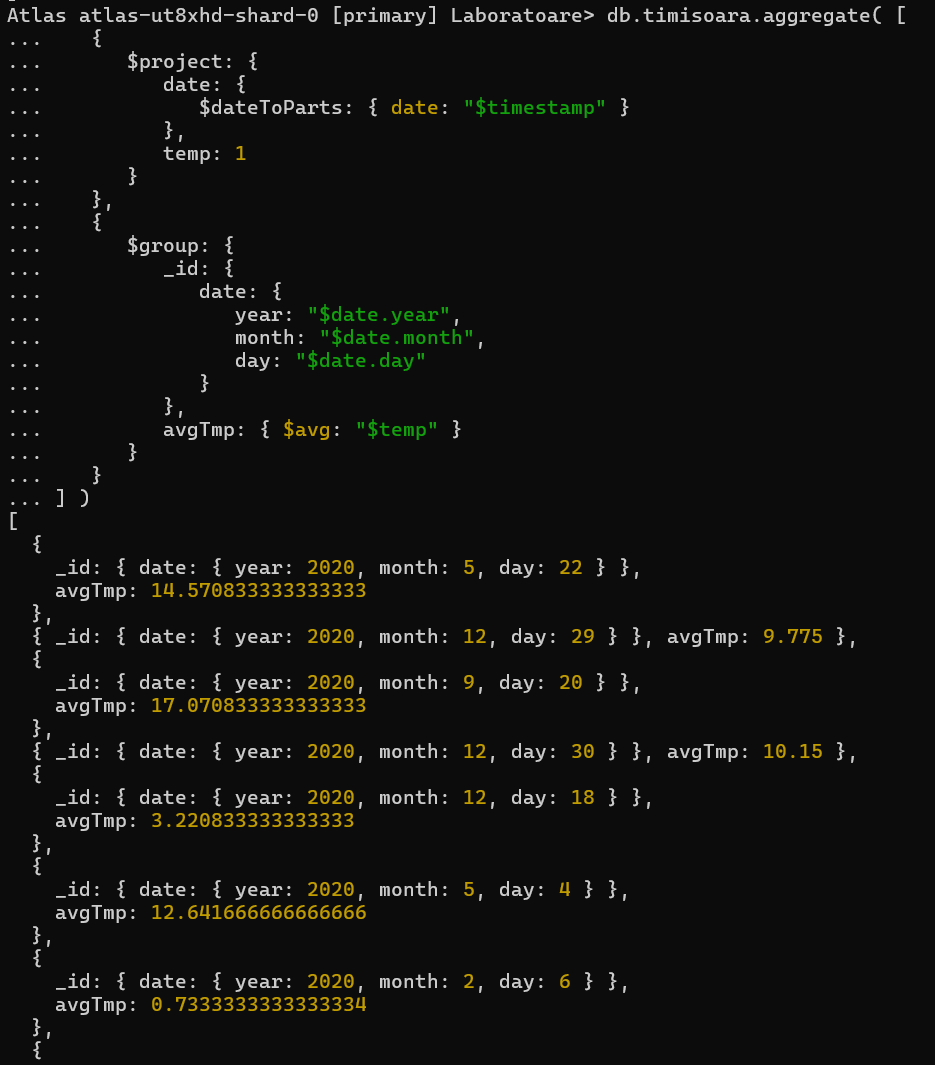 Atlas atlas-ut8xhd-shard-0 [primary] Laboratoare> db.timisoara.aggregate( [
...    {
...       $project: {
...          date: {
...             $dateToParts: { date: "$timestamp" }
...          },
...          temp: 1
...       }
...    },
...    {
...       $group: {
...          _id: {
...             date: {
...                year: "$date.year",
...                month: "$date.month",
...                day: "$date.day"
...             }
...          },
...          avgTmp: { $avg: "$temp" }
...       }
...    }
... ] )
[
  {
    _id: { date: { year: 2020, month: 5, day: 22 } },
    avgTmp: 14.570833333333333
  },
  { _id: { date: { year: 2020, month: 12, day: 29 } }, avgTmp: 9.775 },
  {
    _id: { date: { year: 2020, month: 9, day: 20 } },
    avgTmp: 17.070833333333333
  },
  { _id: { date: { year: 2020, month: 12, day: 30 } }, avgTmp: 10.15 },
  {
    _id: { date: { year: 2020, month: 12, day: 18 } },
    avgTmp: 3.220833333333333
  },
  {
    _id: { date: { year: 2020, month: 5, day: 4 } },
    avgTmp: 12.641666666666666
  },
  {
    _id: { date: { year: 2020, month: 2, day: 6 } },
    avgTmp: 0.7333333333333334
  },
  {